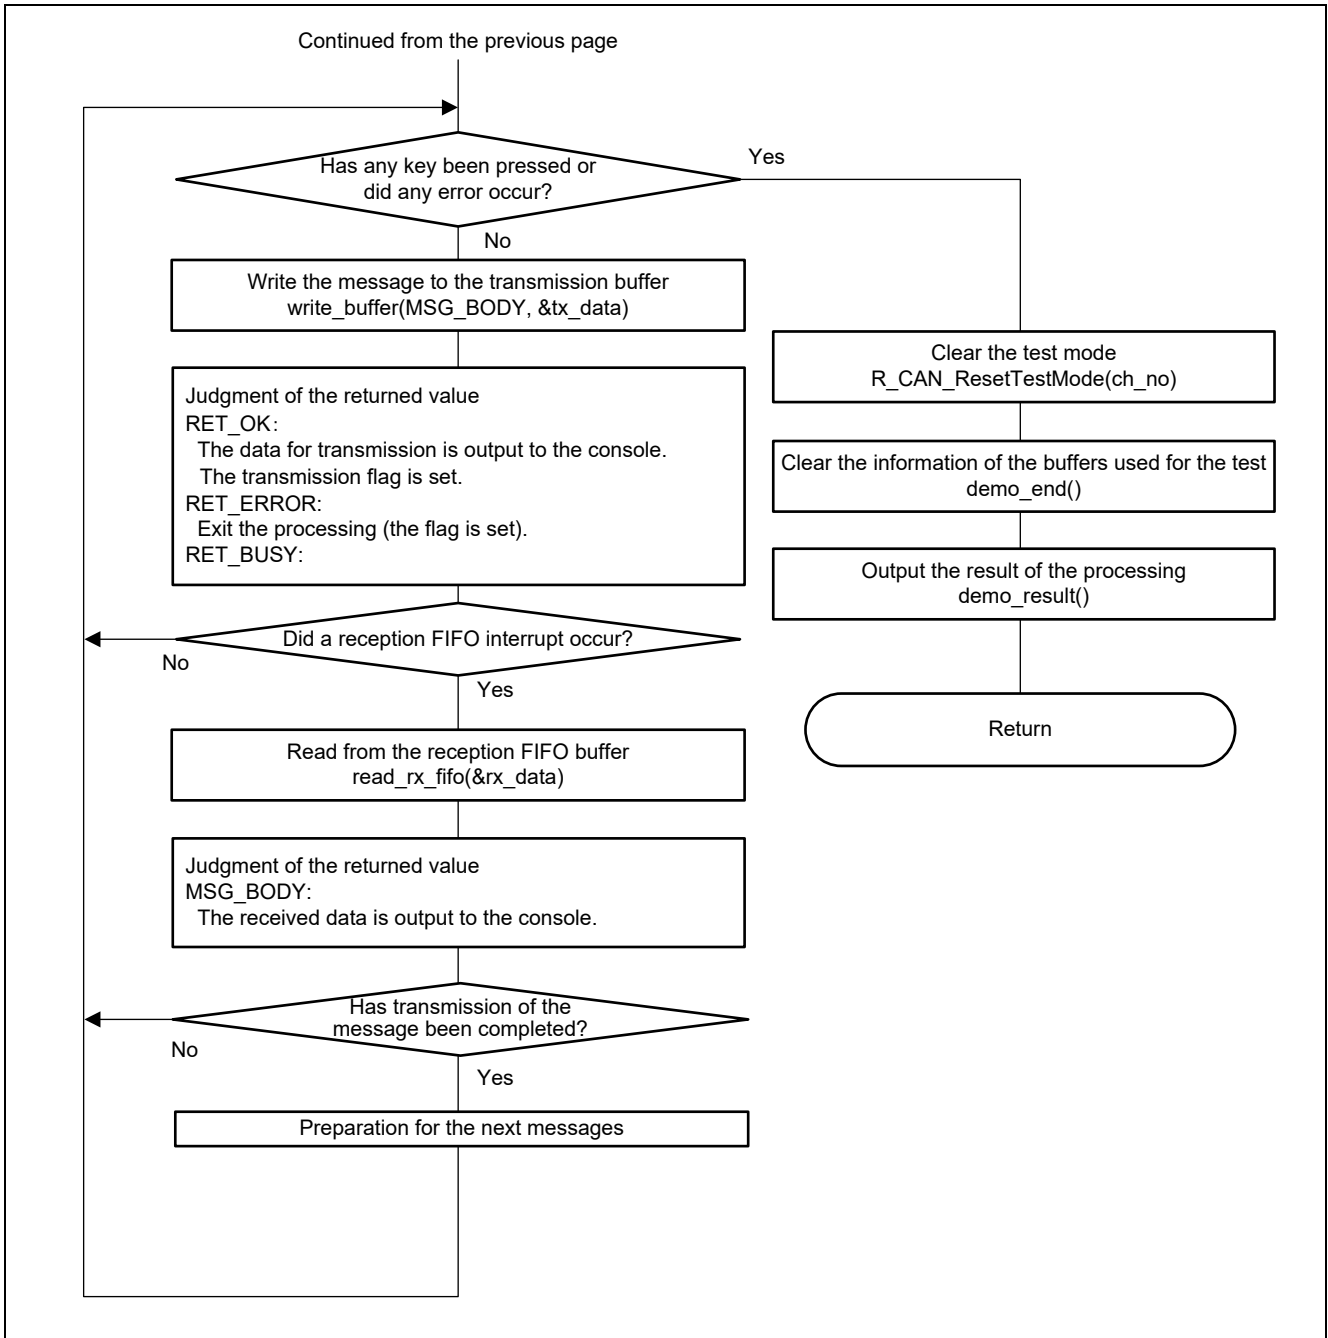 Continued from the previous page
Has any key been pressed or
did any error occur?
Yes
No
Write the message to the transmission buffer
write_buffer(MSG_BODY, &tx_data)
Judgment of the returned value
RET_OK:
The data for transmission is output to the console.
The transmission flag is set.
RET_ERROR:
Exit the processing (the flag is set).
RET_BUSY:
Did a reception FIFO interrupt occur?
No
Yes
Read from the reception FIFO buffer
read_rx_fifo(&rx_data)
Judgment of the returned value
MSG_BODY:
The received data is output to the console.
Has transmission of the
message been completed?
No
Yes
Preparation for the next messages
Clear the test mode
R_CAN_ResetTestMode(ch_no)
Clear the information of the buffers used for the test
demo_end()
Output the result of the processing
demo_result()
Return